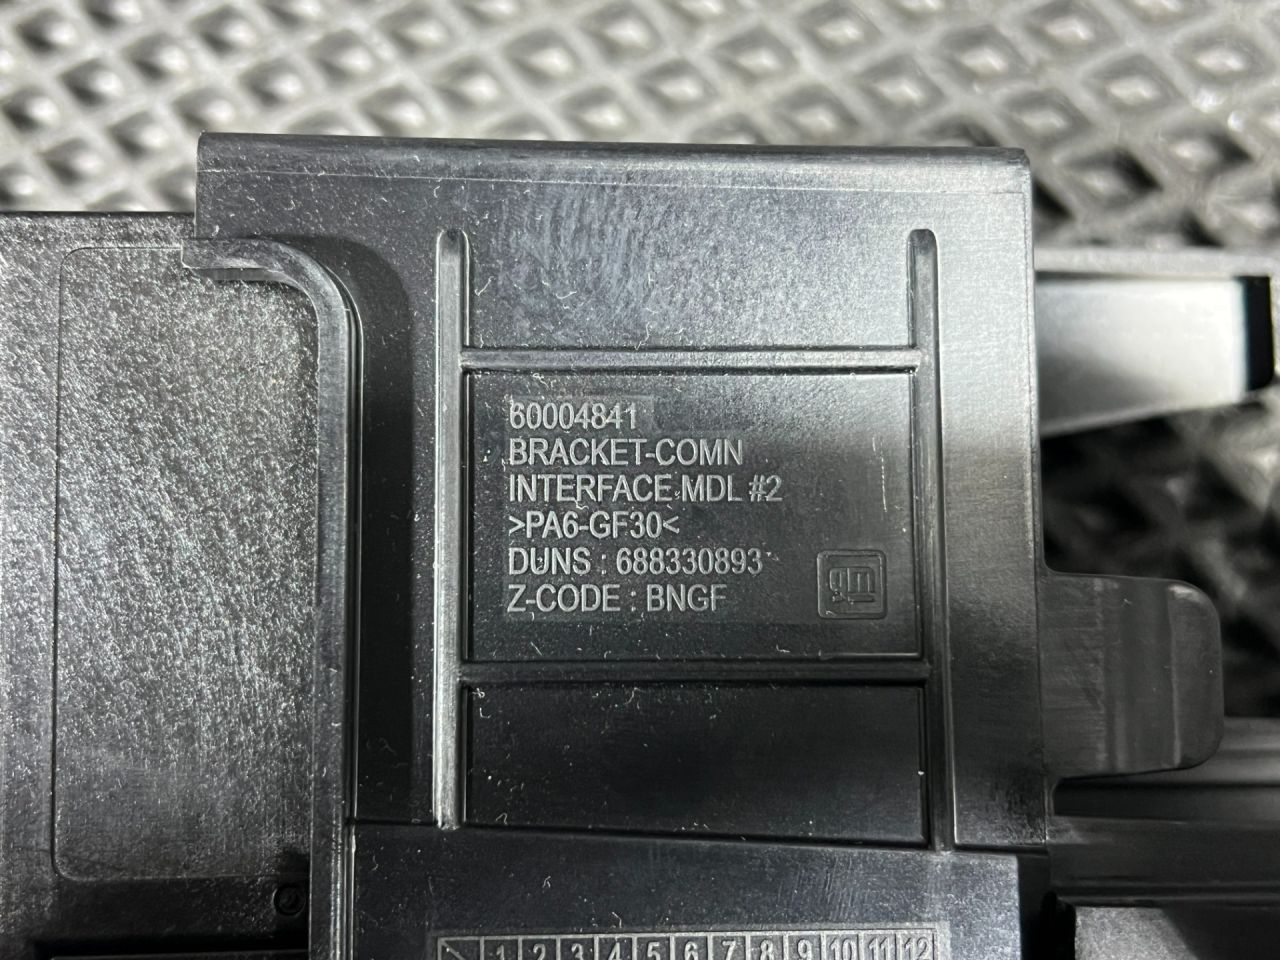 60004841
BRACKET-COMN
INTERFACE MDL #2
>PA6-GF30<
DUNS : 688330893
Z-CODE : BNGF
gm
1 2 3 4 5 6 7 8 9 10 11 12